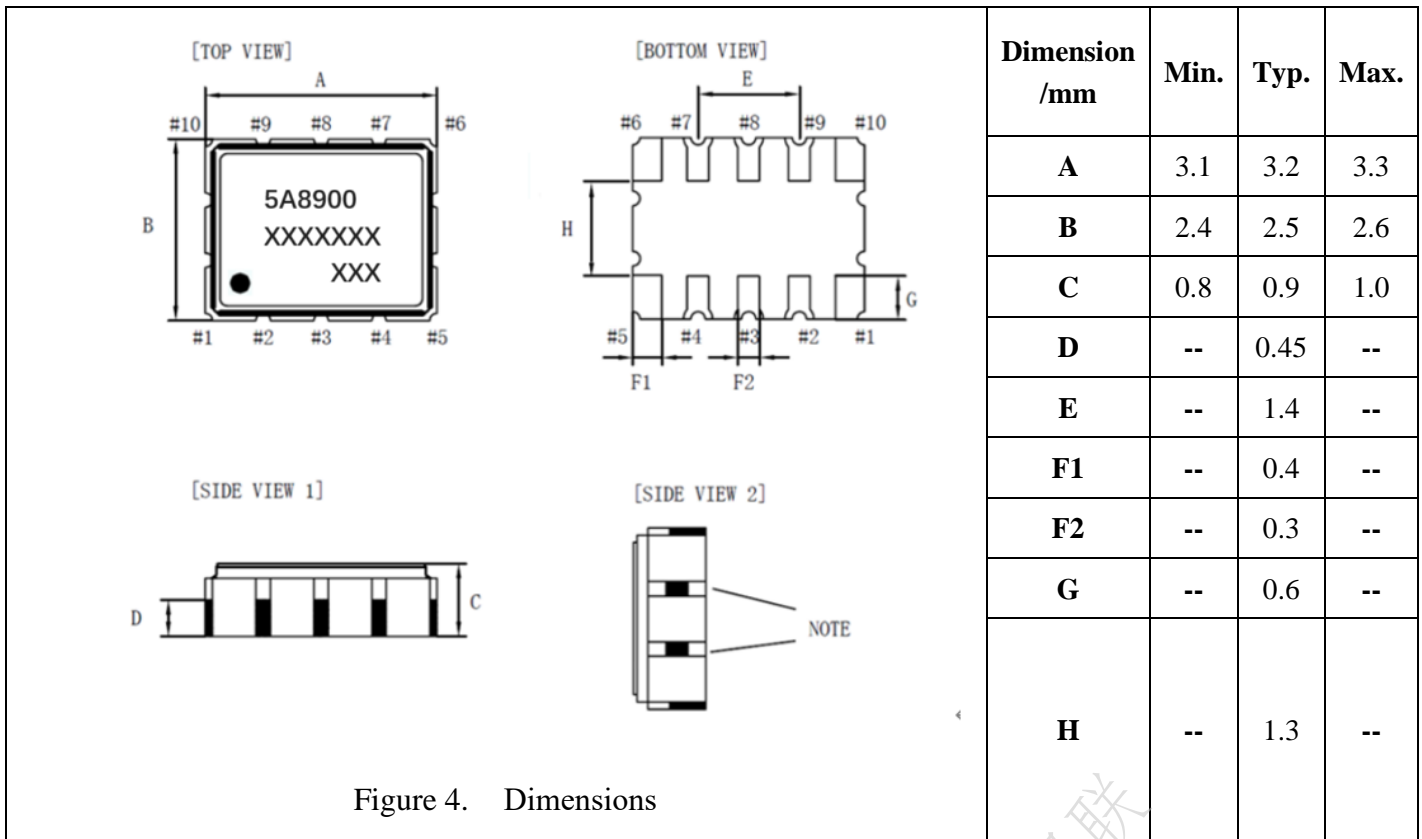 [TOP VIEW]
A
#10 #9 #8 #7 #6
B
5A8900
XXXXXXX
XXX
#1 #2 #3 #4 #5
[BOTTOM VIEW]
E
#6 #7 #8 #9 #10
H
G
#5 #4 #3 #2 #1
F1 F2
[SIDE VIEW 1]
D
C
[SIDE VIEW 2]
NOTE
Figure 4. Dimensions
Dimension /mm Min. Typ. Max.
A 3.1 3.2 3.3
B 2.4 2.5 2.6
C 0.8 0.9 1.0
D -- 0.45 --
E -- 1.4 --
F1 -- 0.4 --
F2 -- 0.3 --
G -- 0.6 --
H -- 1.3 --
联